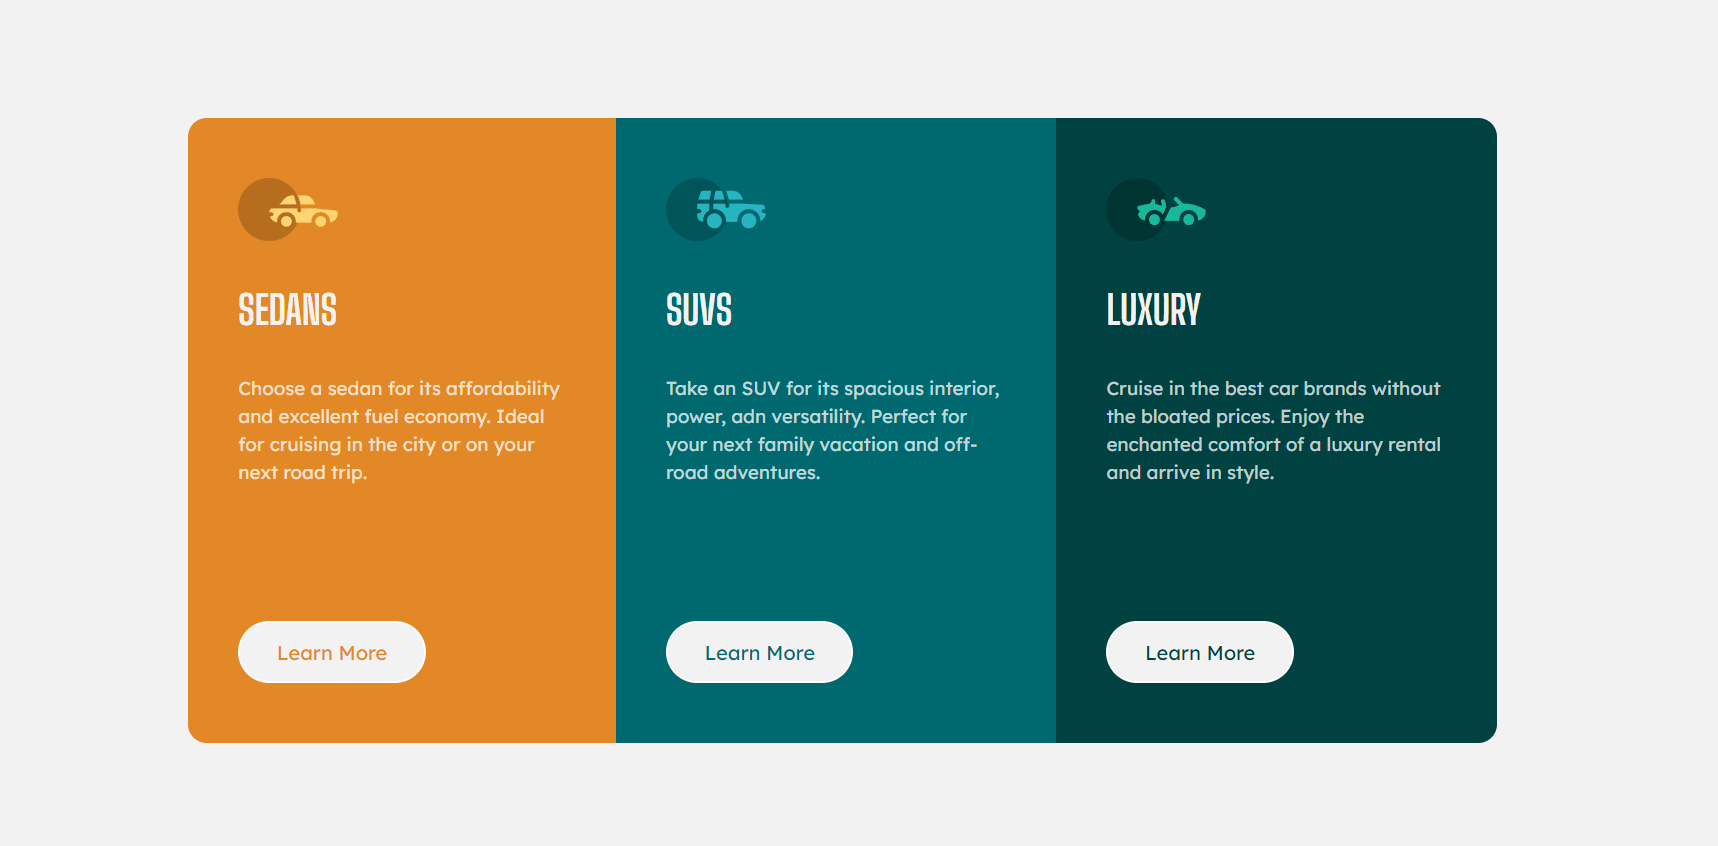 SEDANS
Choose a sedan for its affordability
and excellent fuel economy. Ideal
for cruising in the city or on your
next road trip.
Learn More
SUVS
Take an SUV for its spacious interior,
power, adn versatility. Perfect for
your next family vacation and off-
road adventures.
Learn More
LUXURY
Cruise in the best car brands without
the bloated prices. Enjoy the
enchanted comfort of a luxury rental
and arrive in style.
Learn More